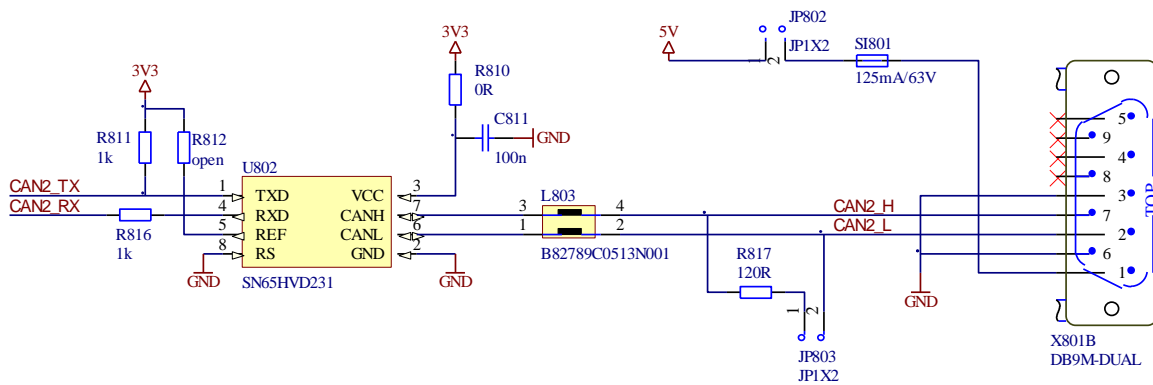 JP802
5V
3V3
JP1X2
SI801
1
2
125mA/63V
3V3
R810
0R
C811
GND
100n
R811
1k
R812
open
5
9
4
8
3
7
2
6
1
TOP
U802
CAN2_TX
1
TXD
VCC
3
CAN2_RX
4
RXD
CANH
7
5
REF
CANL
6
8
RS
GND
2
R816
1k
GND
SN65HVD231
GND
L803
3
4
1
2
B82789C0513N001
CAN2_H
CAN2_L
R817
120R
1
2
JP803
JP1X2
GND
X801B
DB9M-DUAL